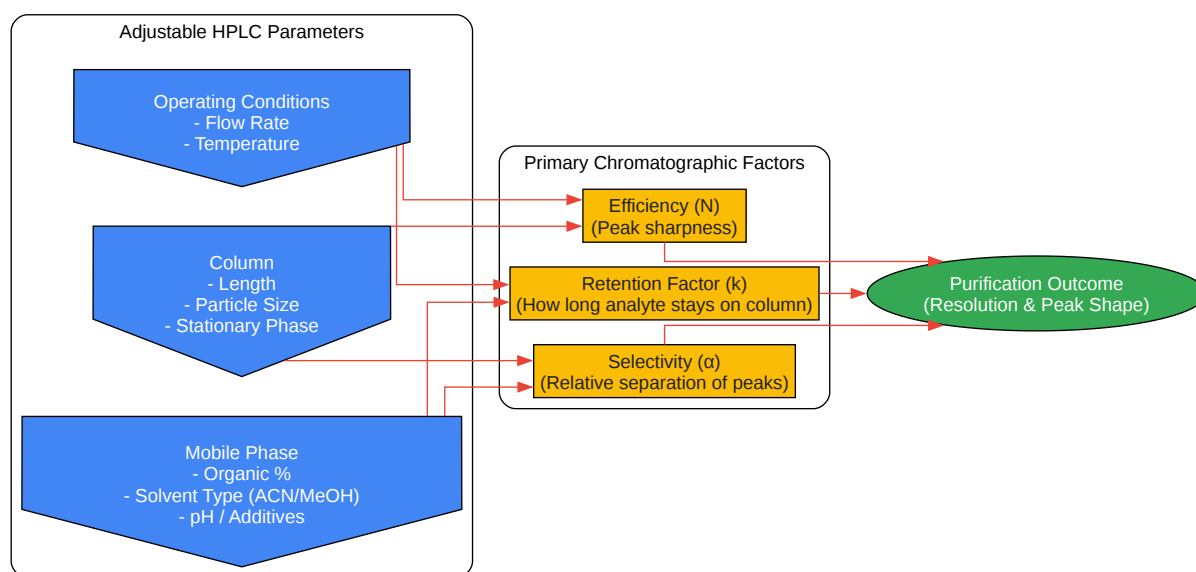 Adjustable HPLC Parameters
Operating Conditions
- Flow Rate
- Temperature
Column
- Length
- Particle Size
- Stationary Phase
Mobile Phase
- Organic %
- Solvent Type (ACN/MeOH)
- pH / Additives
Primary Chromatographic Factors
Efficiency (N)
(Peak sharpness)
Retention Factor (k)
(How long analyte stays on column)
Selectivity (α)
(Relative separation of peaks)
Purification Outcome
(Resolution & Peak Shape)